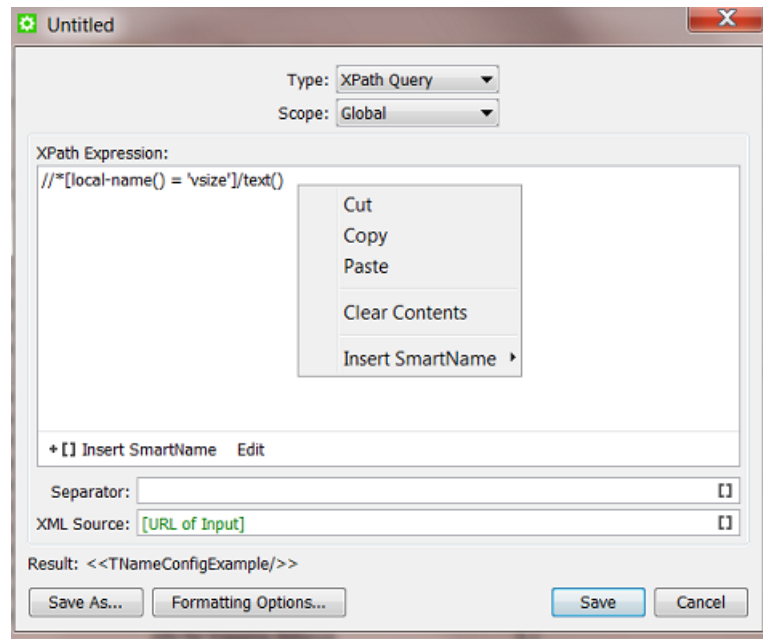 Untitled
X
Type: XPath Query
Scope: Global
XPath Expression:
//*[local-name() = 'vsize']/text()
Cut
Copy
Paste
Clear Contents
Insert SmartName
+[] Insert SmartName Edit
Separator: []
XML Source: [URL of Input] []
Result: <<TNameConfigExample/>>
Save As... Formatting Options... Save Cancel